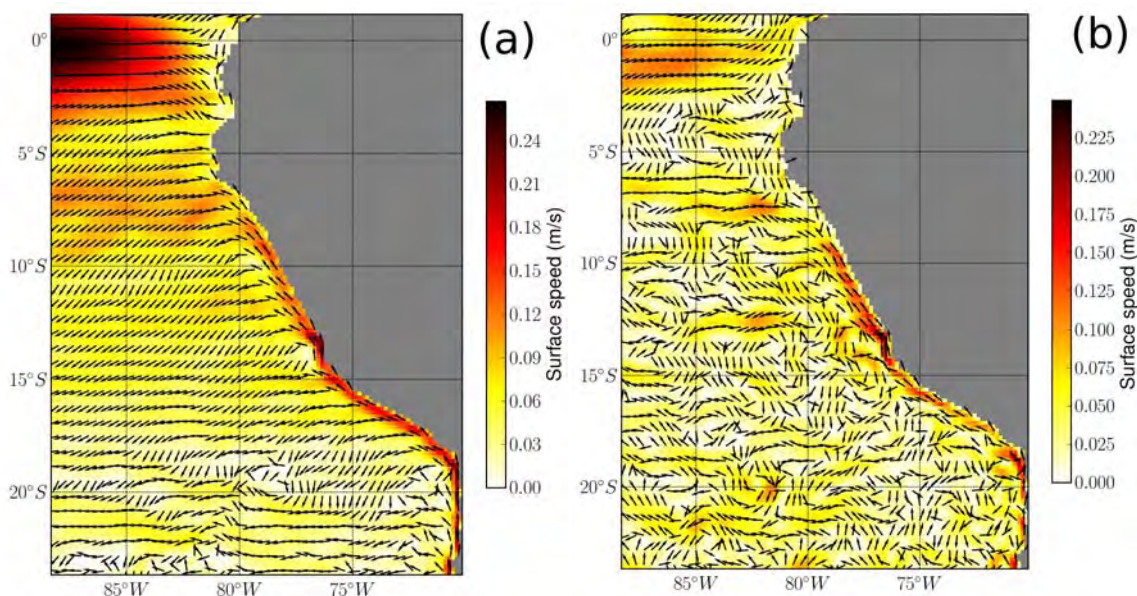 (a)
0°
5°S
10°S
15°S
20°S
85°W
80°W
75°W
0.24
0.21
0.18
0.15
0.12
0.09
0.06
0.03
0.00
Surface speed (m/s)
(b)
0°
5°S
10°S
15°S
20°S
85°W
80°W
75°W
0.225
0.200
0.175
0.150
0.125
0.100
0.075
0.050
0.025
0.000
Surface speed (m/s)